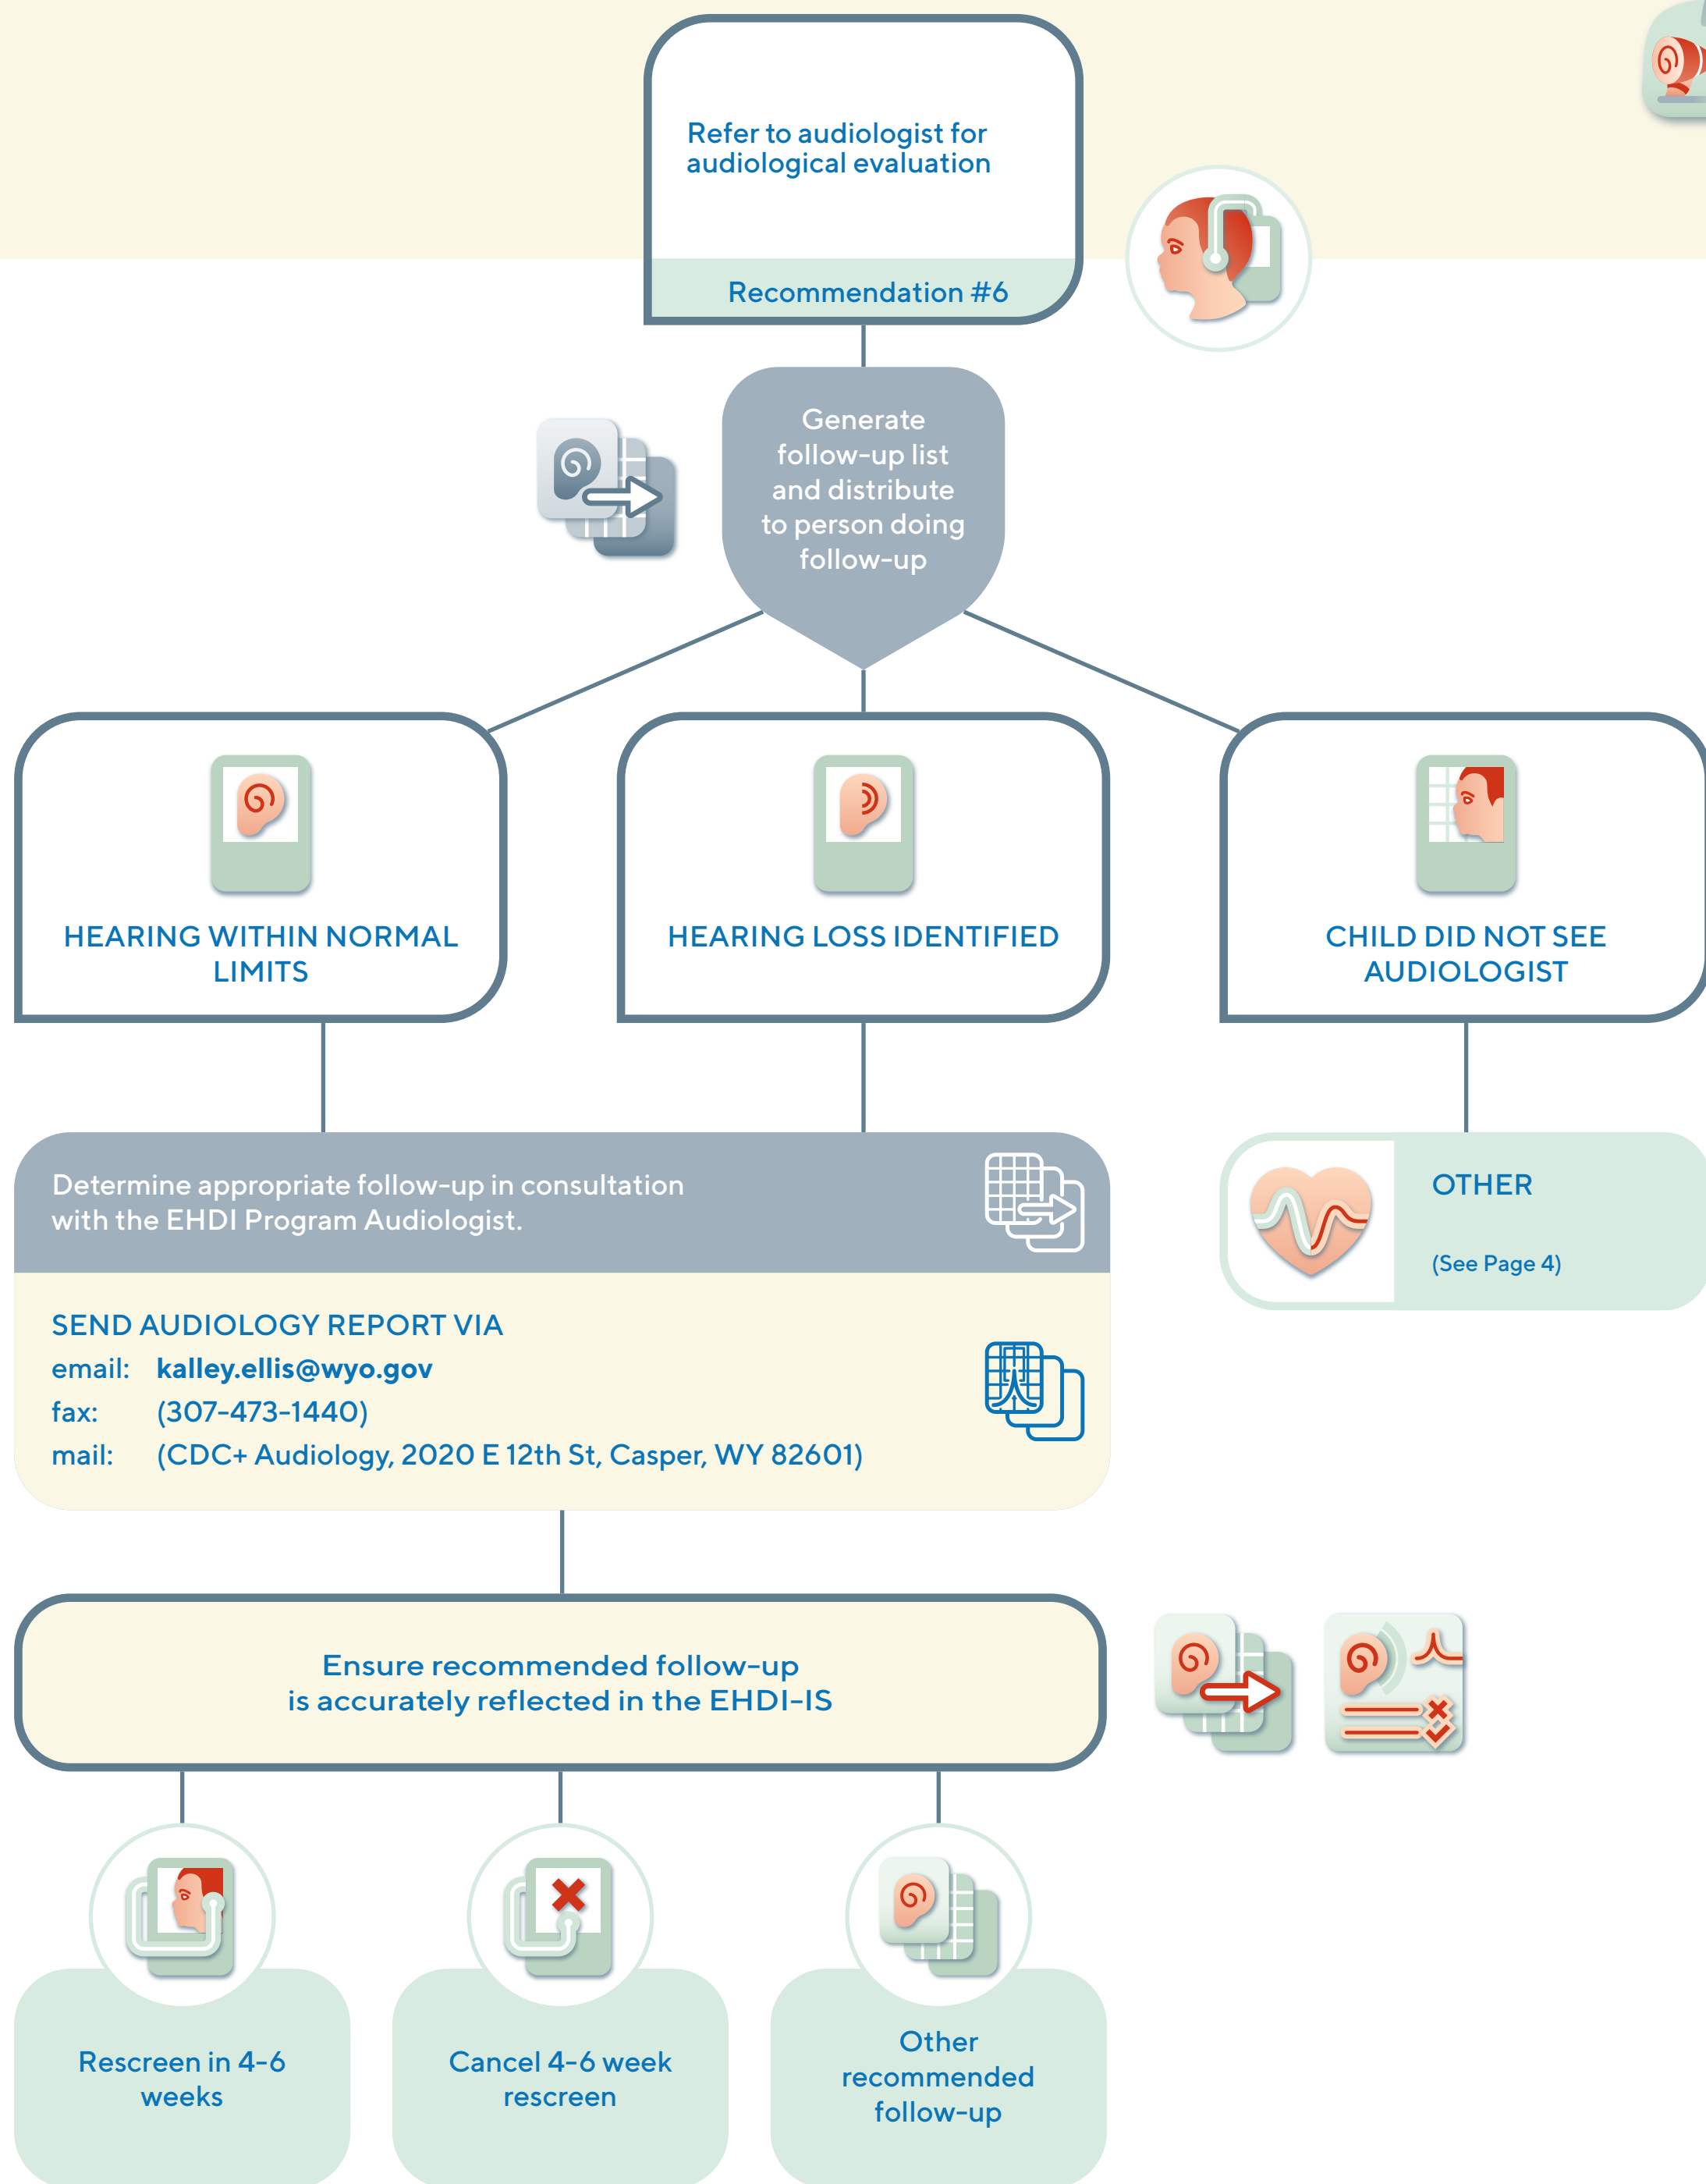 Refer to audiologist for
audiological evaluation
Recommendation #6
Generate
follow-up list
and distribute
to person doing
follow-up
HEARING WITHIN NORMAL
LIMITS
HEARING LOSS IDENTIFIED
CHILD DID NOT SEE
AUDIOLOGIST
Determine appropriate follow-up in consultation
with the EHDI Program Audiologist.
SEND AUDIOLOGY REPORT VIA
email: kalley.ellis@wyo.gov
fax: (307-473-1440)
mail: (CDC+ Audiology, 2020 E 12th St, Casper, WY 82601)
OTHER
(See Page 4)
Ensure recommended follow-up
is accurately reflected in the EHDI-IS
Rescreen in 4-6
weeks
Cancel 4-6 week
rescreen
Other
recommended
follow-up